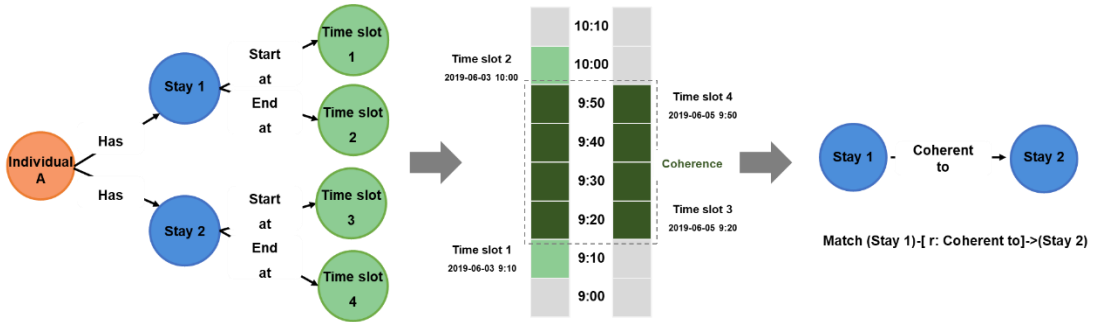 Individual
A
Has
Has
Stay 1
Stay 2
Start
at
End
at
Start
at
End
at
Time slot
1
Time slot
2
Time slot
3
Time slot
4
Time slot 2
2019-06-03 10:00
Time slot 1
2019-06-03 9:10
10:10
10:00
9:50
9:40
9:30
9:20
9:10
9:00
Time slot 4
2019-06-05 9:50
Coherence
Time slot 3
2019-06-05 9:20
Stay 1
Coherent
to
Stay 2
Match (Stay 1)-[ r: Coherent to]->(Stay 2)